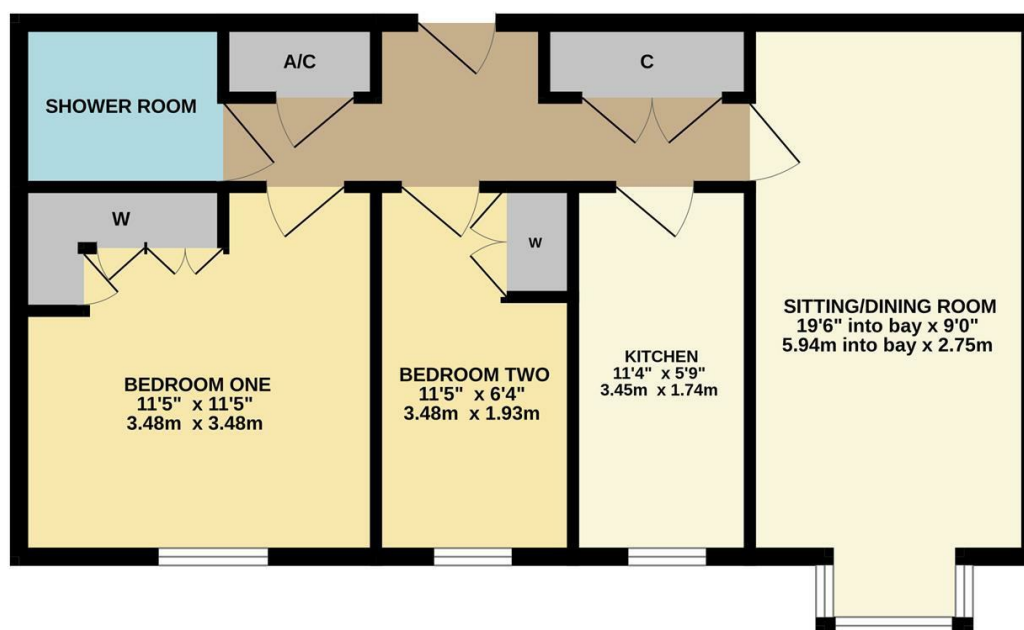 SHOWER ROOM
A/C
C
W
W
BEDROOM ONE
11'5" x 11'5"
3.48m x 3.48m
BEDROOM TWO
11'5" x 6'4"
3.48m x 1.93m
KITCHEN
11'4" x 5'9"
3.45m x 1.74m
SITTING/DINING ROOM
19'6" into bay x 9'0"
5.94m into bay x 2.75m